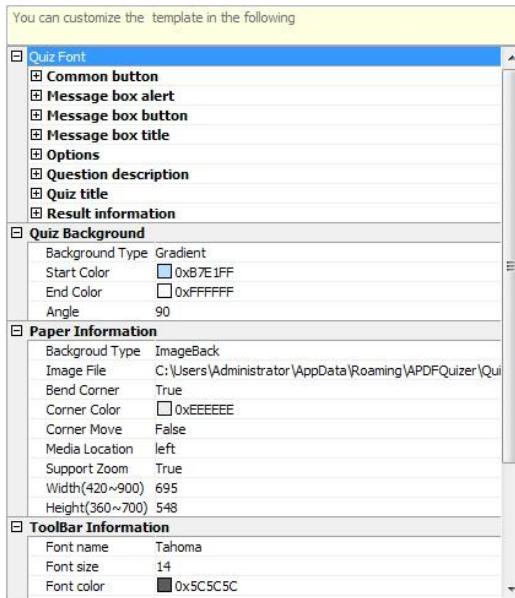 You can customize the  template in the following
Quiz Font
Common button
Message box alert
Message box button
Message box title
Options
Question description
Quiz title
Result information
Quiz Background
Background Type Gradient
Start Color 0xB7E1FF
End Color 0xFFFFFF
Angle 90
Paper Information
Backgroud Type ImageBack
Image File C:\Users\Administrator\AppData\Roaming\APDFQuizer\Qui
Bend Corner True
Corner Color 0xEEEEEE
Corner Move False
Media Location left
Support Zoom True
Width(420~900) 695
Height(360~700) 548
ToolBar Information
Font name Tahoma
Font size 14
Font color 0x5C5C5C